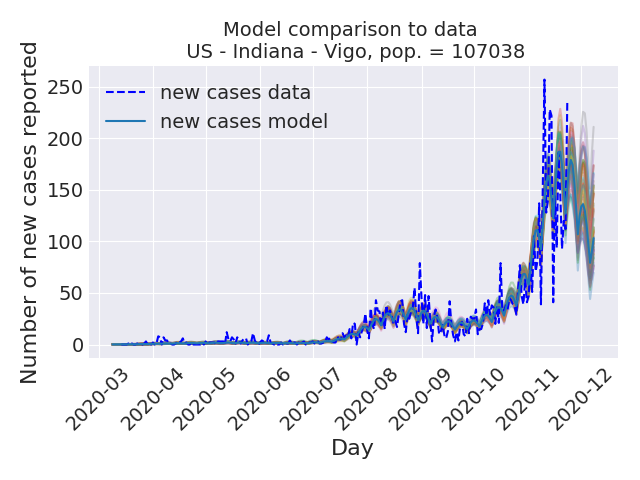 Model comparison to data
US - Indiana - Vigo, pop. = 107038
Number of new cases reported
250
200
150
100
50
0
new cases data
new cases model
2020-03
2020-04
2020-05
2020-06
2020-07
2020-08
2020-09
2020-10
2020-11
2020-12
Day